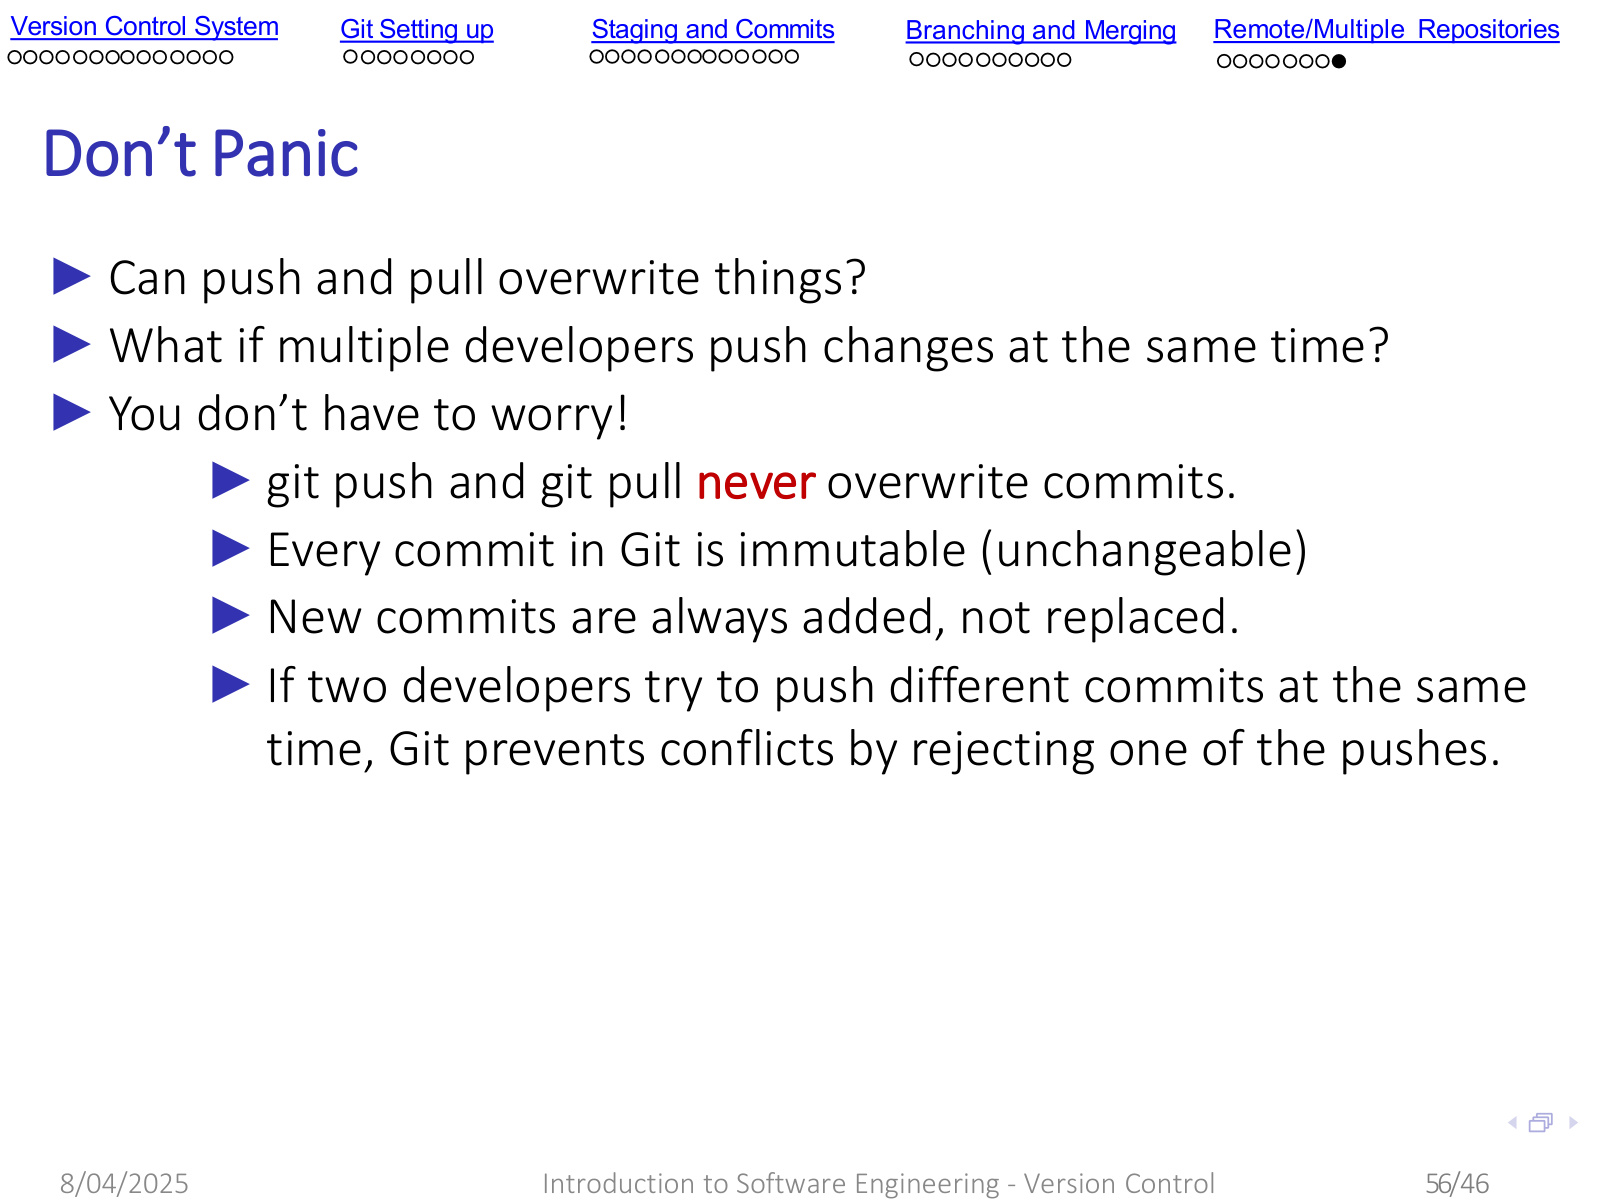 Version Control System
Git Setting up
Staging and Commits
Branching and Merging
Remote/Multiple Repositories
Don’t Panic
Can push and pull overwrite things?
What if multiple developers push changes at the same time?
You don’t have to worry!
git push and git pull never overwrite commits.
Every commit in Git is immutable (unchangeable)
New commits are always added, not replaced.
If two developers try to push different commits at the same
time, Git prevents conflicts by rejecting one of the pushes.
8/04/2025
Introduction to Software Engineering - Version Control
56/46